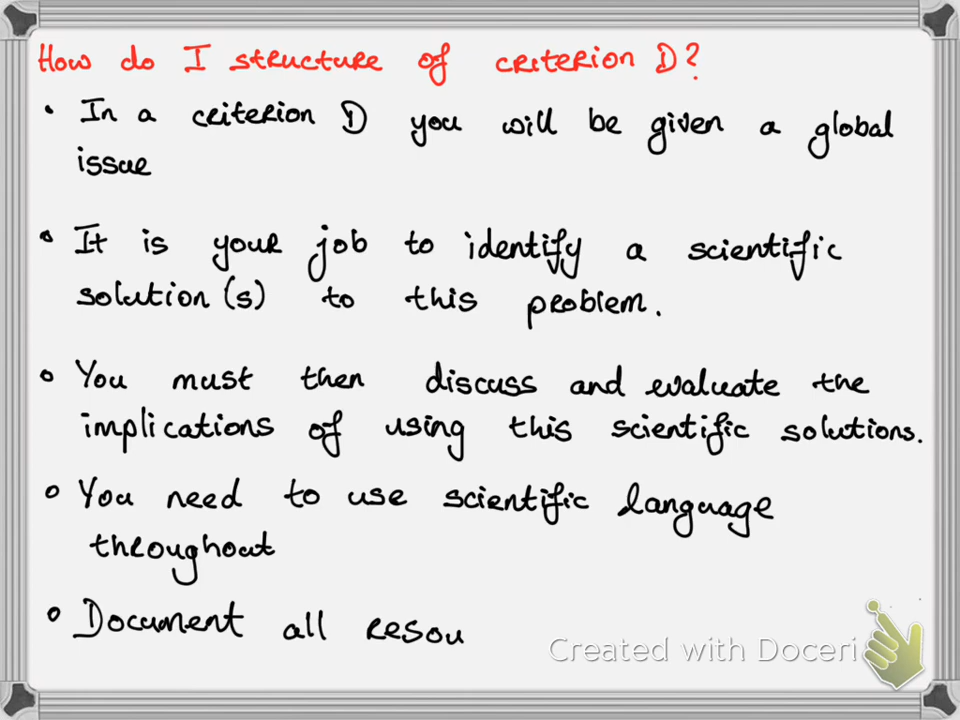 How do I structure of criterion D?
• In a criterion D you will be given a global
issue
• It is your job to identify a scientific
solution(s) to this problem.
• You must then discuss and evaluate the
implications of using this scientific solutions.
• You need to use scientific language
throughout
• Document all resou
Created with Doceri